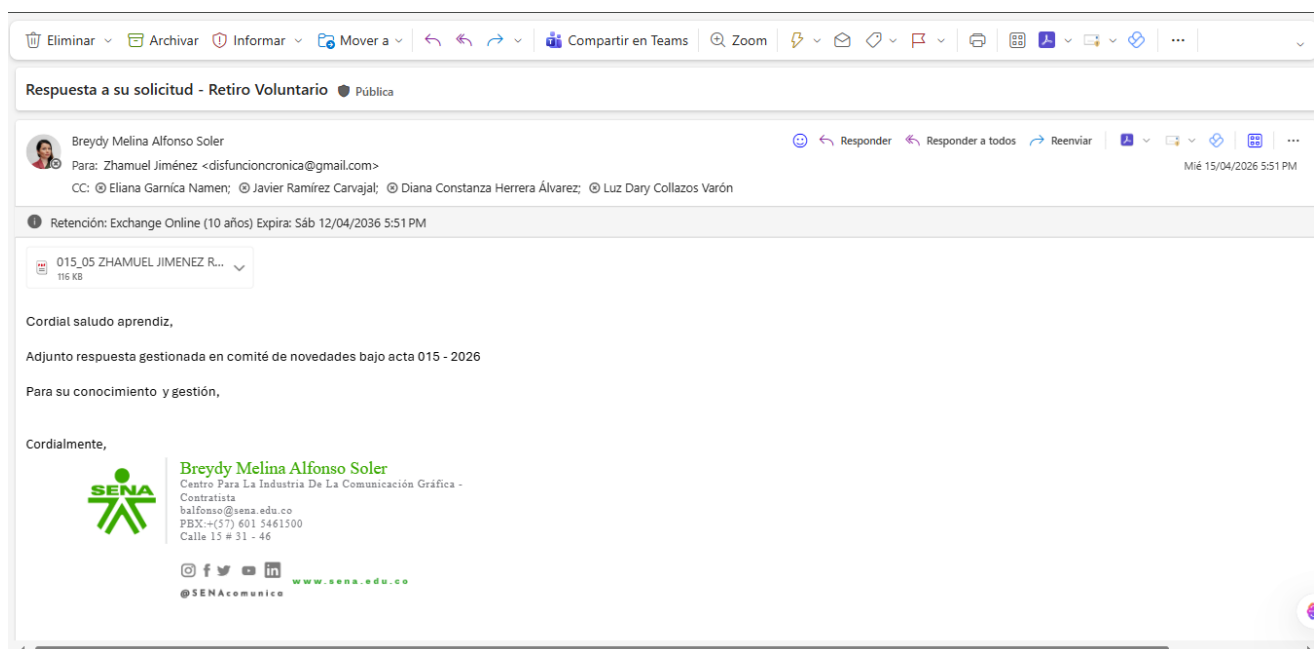 Eliminar Archivar Informar Mover a Compartir en Teams Zoom
Respuesta a su solicitud - Retiro Voluntario Pública
Breydy Melina Alfonso Soler
Responder Responder a todos Reenviar
Para: Zhamuel Jiménez <disfuncioncronica@gmail.com>
Mié 15/04/2026 5:51 PM
CC: Eliana Garníca Namen; Javier Ramírez Carvajal; Diana Constanza Herrera Álvarez; Luz Dary Collazos Varón
Retención: Exchange Online (10 años) Expira: Sáb 12/04/2036 5:51 PM
015_05 ZHAMUEL JIMENEZ R...
116 KB
Cordial saludo aprendiz,
Adjunto respuesta gestionada en comité de novedades bajo acta 015 - 2026
Para su conocimiento y gestión,
Cordialmente,
SENA
Breydy Melina Alfonso Soler
Centro Para La Industria De La Comunicación Gráfica -
Contratista
balfonso@sena.edu.co
PBX:+(57) 601 5461500
Calle 15 # 31 - 46
www.sena.edu.co
@SENAcomunica